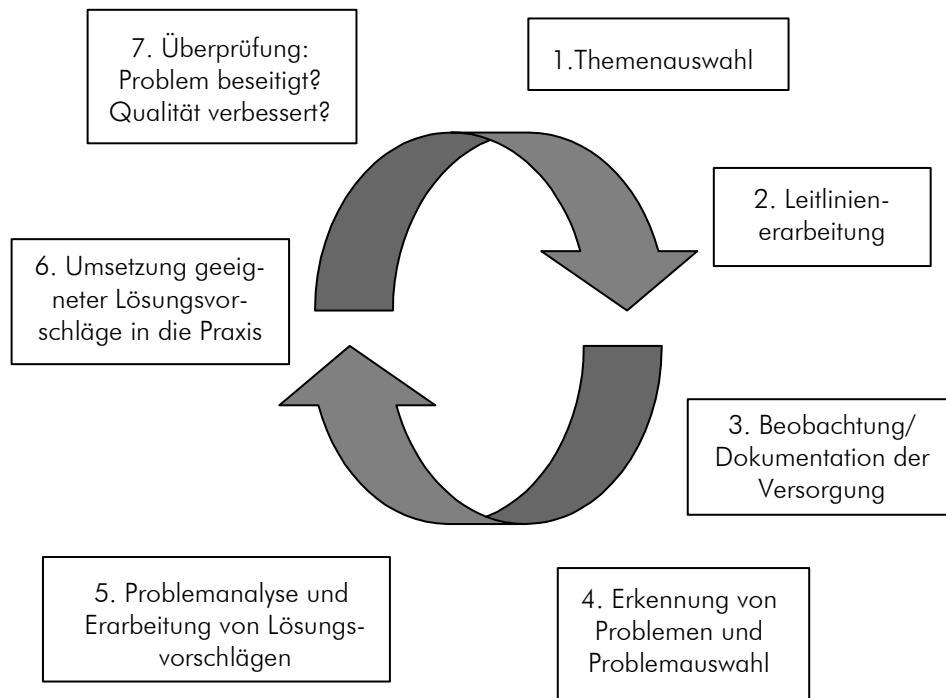 7. Überprüfung:
Problem beseitigt?
Qualität verbessert?
1.Themenauswahl
2. Leitlinien-
erarbeitung
3. Beobachtung/
Dokumentation der
Versorgung
4. Erkennung von
Problemen und
Problemauswahl
5. Problemanalyse und
Erarbeitung von Lösungs-
vorschlägen
6. Umsetzung geeig-
neter Lösungsvor-
schläge in die Praxis